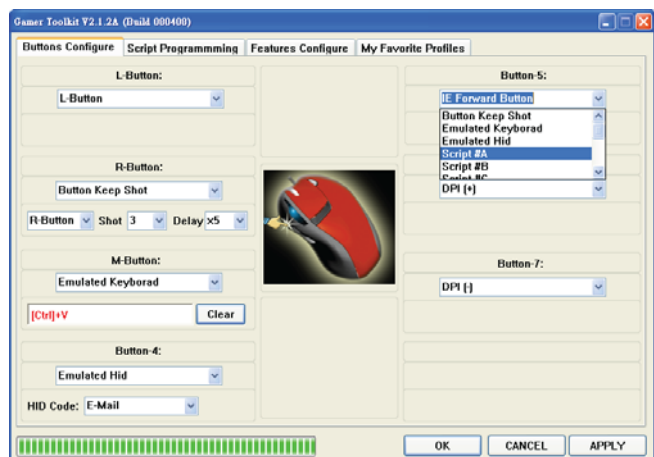 Gamer Toolkit V2.1.2A (Build 000400)
Buttons Configure Script Programmming Features Configure My Favorite Profiles
L-Button:
L-Button
R-Button:
Button Keep Shot
R-Button Shot 3 Delay x5
M-Button:
Emulated Keyborad
[Ctrl]+V Clear
Button-4:
Emulated Hid
HID Code: E-Mail
Button-5:
IE Forward Button
Button Keep Shot
Emulated Keyborad
Emulated Hid
Script #A
Script #B
Script #C
DPI (+)
Button-7:
DPI (-)
OK CANCEL APPLY